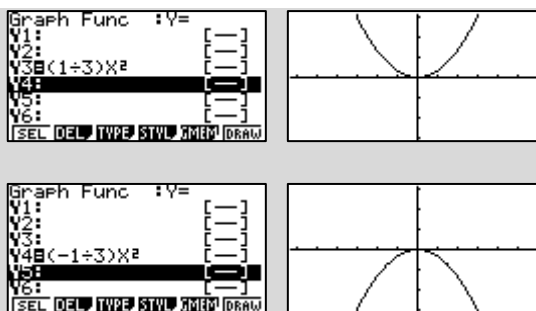 Graph Func :Y=
Y1: [—]
Y2: [—]
Y3=(1÷3)X² [—]
Y4: [—]
Y5: [—]
Y6: [—]
SEL DEL TYPE STYL GMEM DRAW
Graph Func :Y=
Y1: [—]
Y2: [—]
Y3: [—]
Y4=(-1÷3)X² [—]
Y5: [—]
Y6: [—]
SEL DEL TYPE STYL GMEM DRAW